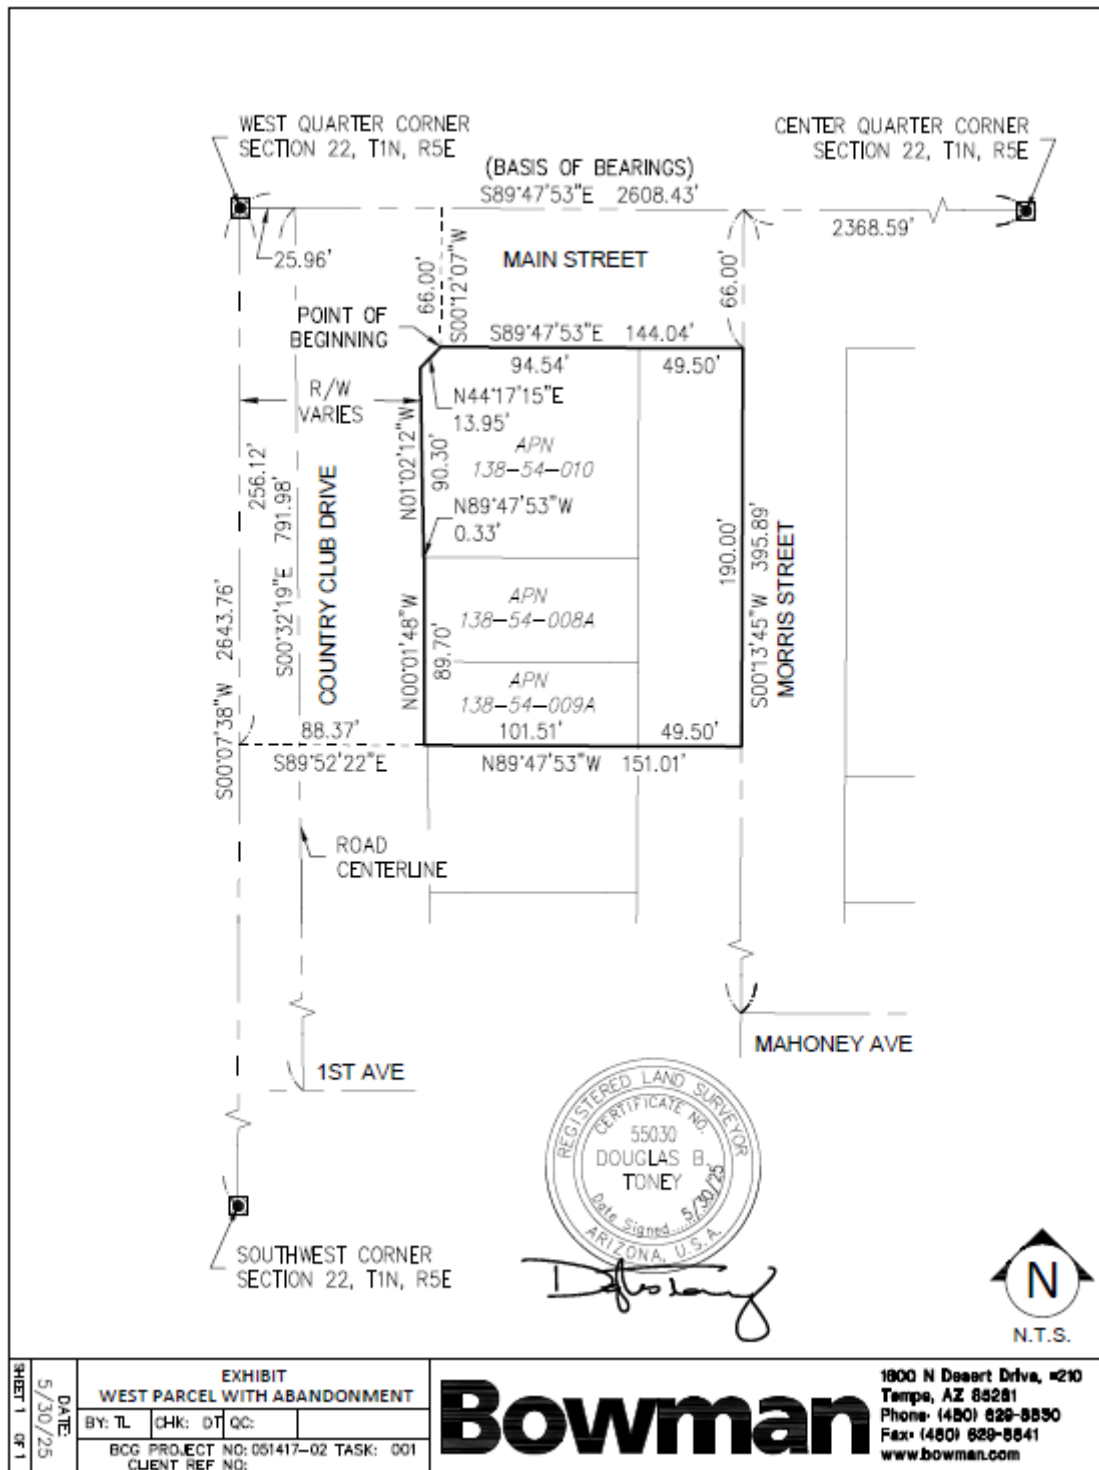 WEST QUARTER CORNER
SECTION 22, T1N, R5E
CENTER QUARTER CORNER
SECTION 22, T1N, R5E
(BASIS OF BEARINGS)
S89°47'53"E 2608.43'
2368.59'
25.96'
MAIN STREET
66.00'
S00°12'07"W
66.00'
POINT OF
BEGINNING
S89°47'53"E 144.04'
94.54'
49.50'
R/W
VARIES
N44°17'15"E
13.95'
N01°02'12"W
90.30'
APN
138-54-010
N89°47'53"W
0.33'
256.12'
S00°32'19"E 791.98'
COUNTRY CLUB DRIVE
S00°07'38"W 2643.76'
APN
138-54-008A
N00°01'48"W
89.70'
APN
138-54-009A
190.00'
S00°13'45"W 395.89'
MORRIS STREET
88.37'
101.51'
49.50'
S89°52'22"E
N89°47'53"W 151.01'
ROAD
CENTERLINE
1ST AVE
MAHONEY AVE
REGISTERED LAND SURVEYOR
CERTIFICATE NO.
55030
DOUGLAS B.
TONEY
Date Signed 5/30/25
ARIZONA, U.S.A.
SOUTHWEST CORNER
SECTION 22, T1N, R5E
N
N.T.S.
SHEET 1 OF 1
DATE:
5/30/25
EXHIBIT
WEST PARCEL WITH ABANDONMENT
BY: TL CHK: DT QC:
BCG PROJECT NO: 051417-02 TASK: 001
CLIENT REF NO:
Bowman
1600 N Desert Drive, #210
Tempe, AZ 85281
Phone: (480) 629-8830
Fax: (480) 629-8841
www.bowman.com